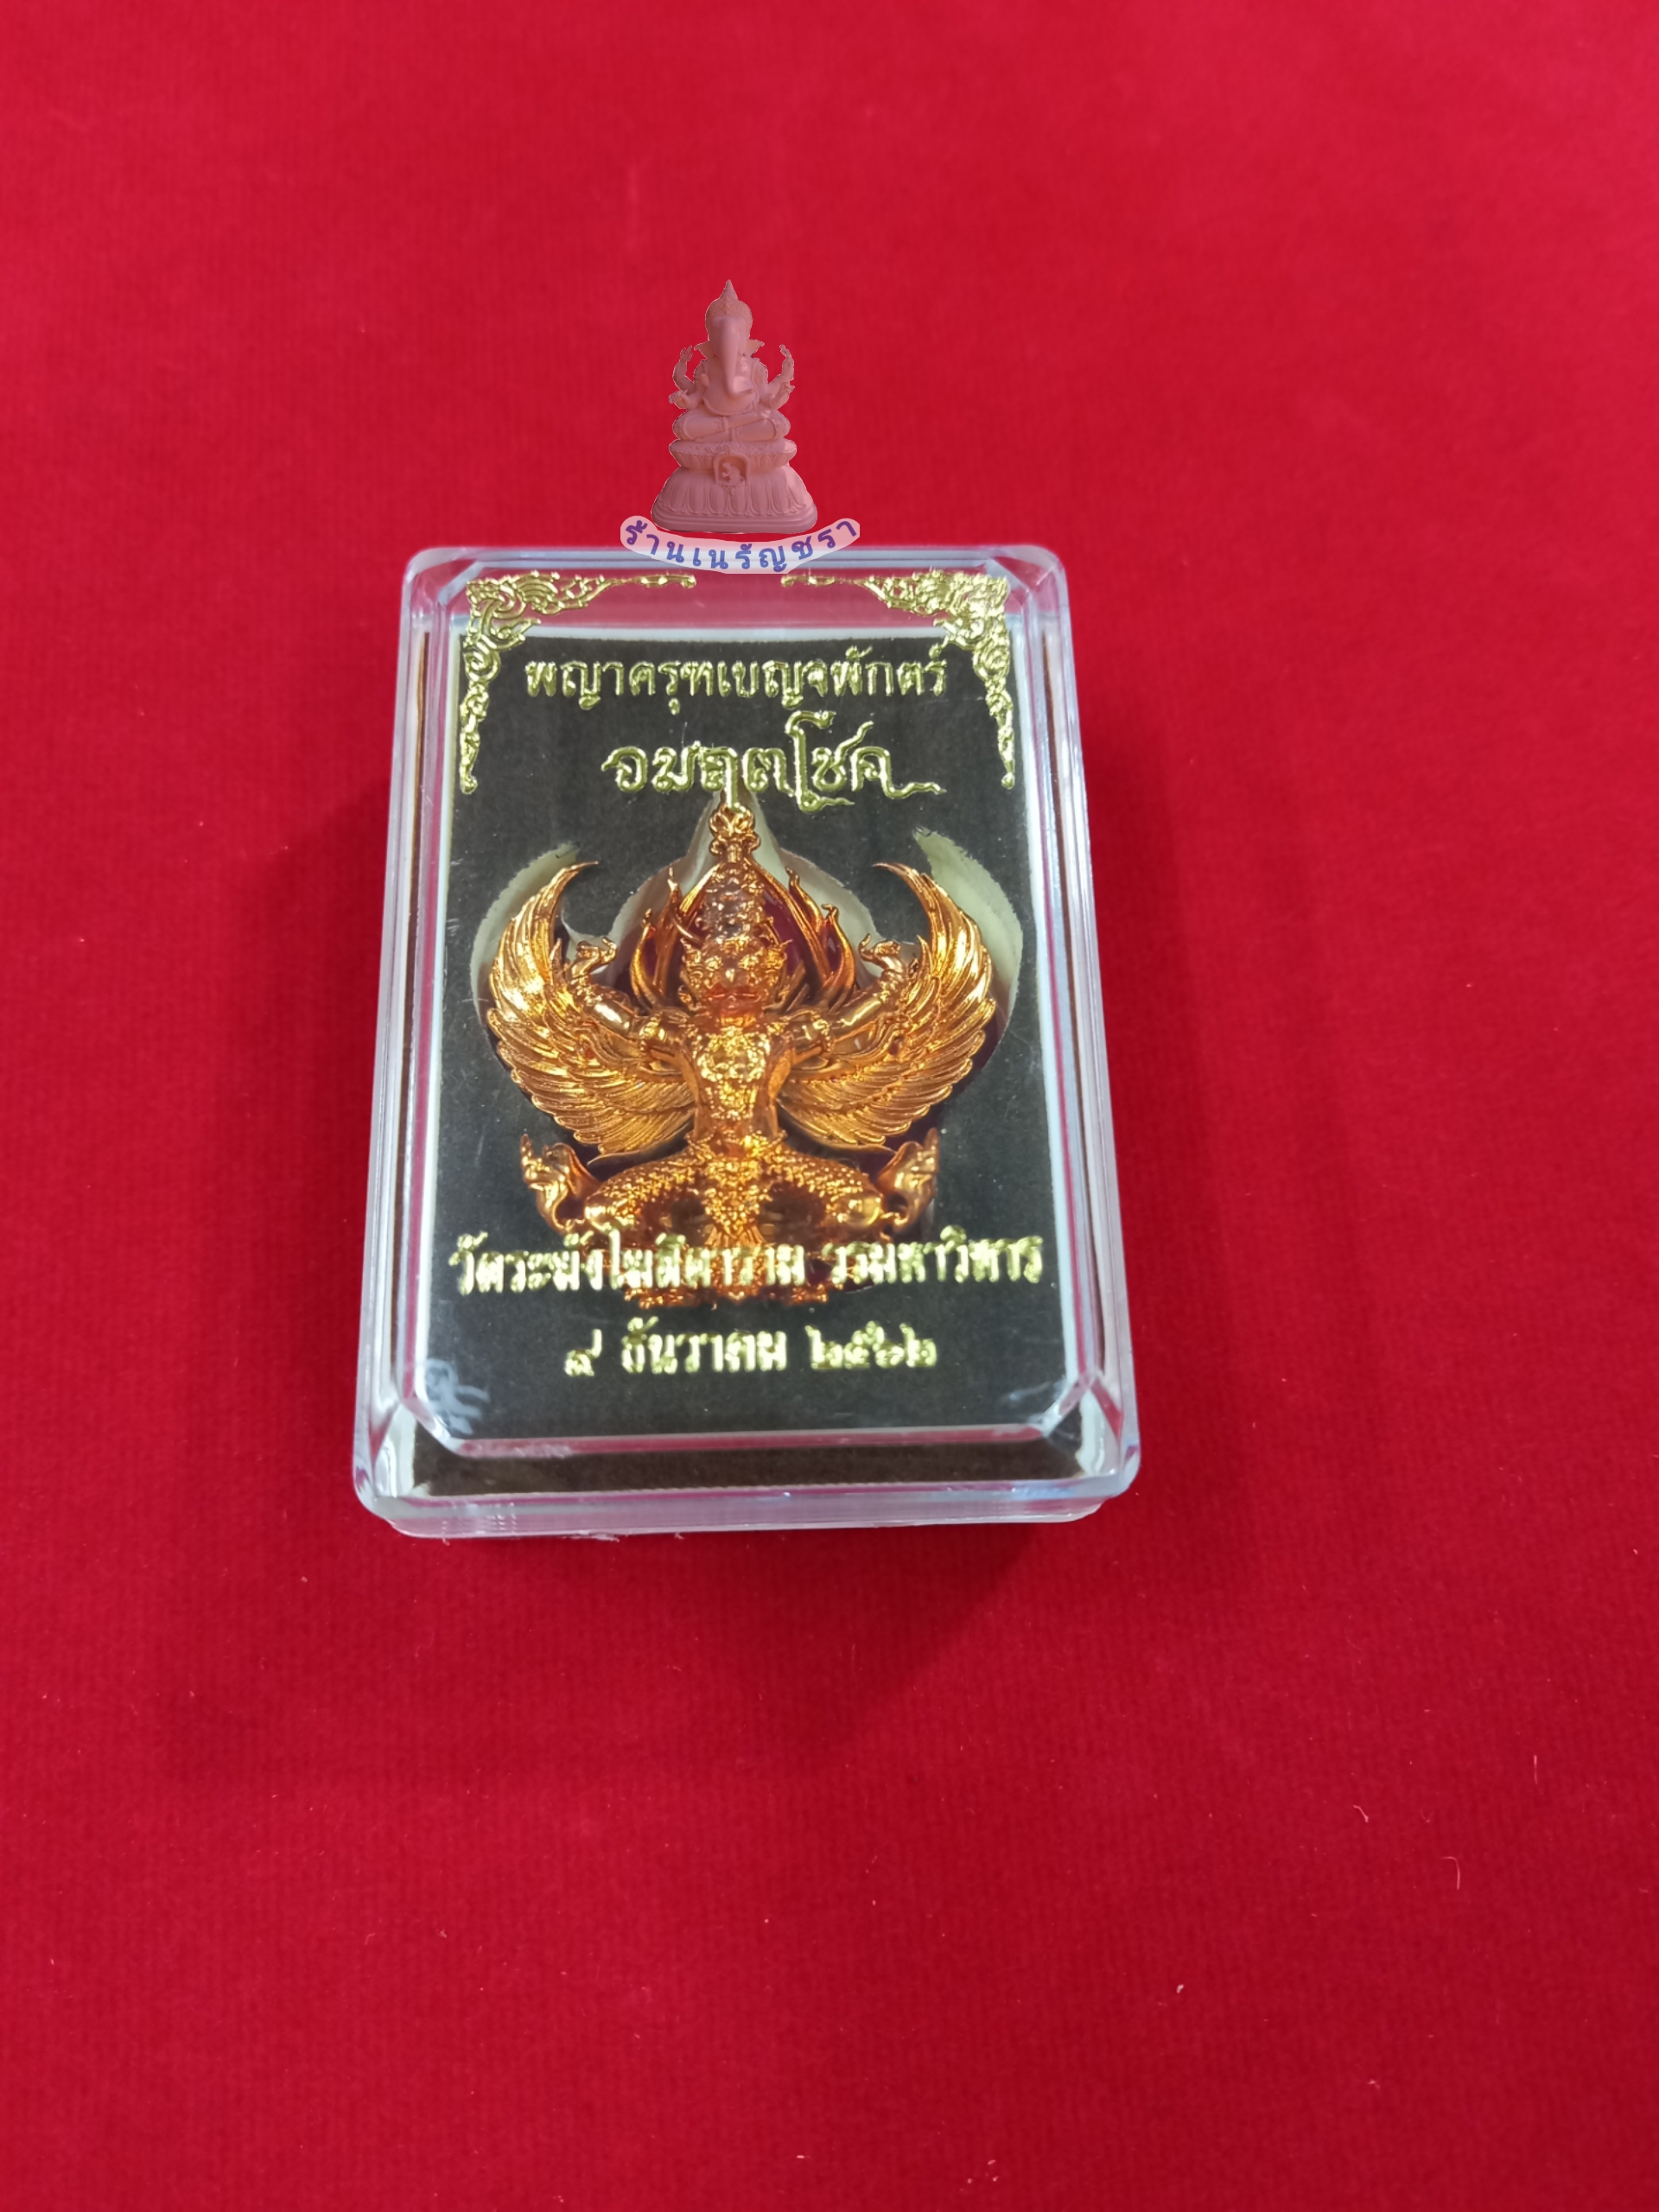 ร้านเนรัญชรา
พญาครุฑเบญจพักตร์
อมฤตโชค
วัดระฆังโฆสิตาราม วรมหาวิหาร
๙ ธันวาคม ๒๕๖๒